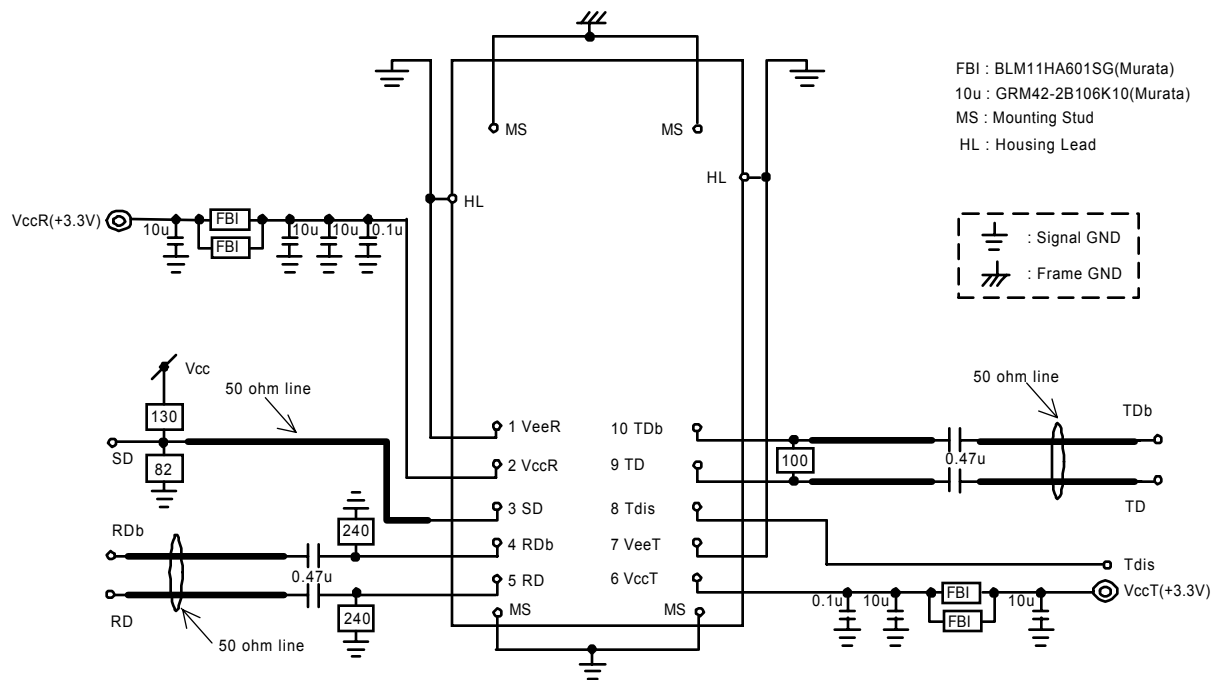 FBI : BLM11HA601SG(Murata)
10u : GRM42-2B106K10(Murata)
MS : Mounting Stud
HL : Housing Lead
: Signal GND
: Frame GND
MS
MS
HL
HL
VccR(+3.3V)
10u
FBI
FBI
10u
10u
0.1u
Vcc
50 ohm line
130
SD
82
RDb
240
0.47u
RD
240
50 ohm line
1 VeeR
2 VccR
3 SD
4 RDb
5 RD
MS
10 TDb
9 TD
8 Tdis
7 VeeT
6 VccT
MS
50 ohm line
TDb
100
0.47u
TD
Tdis
0.1u
10u
FBI
FBI
10u
VccT(+3.3V)